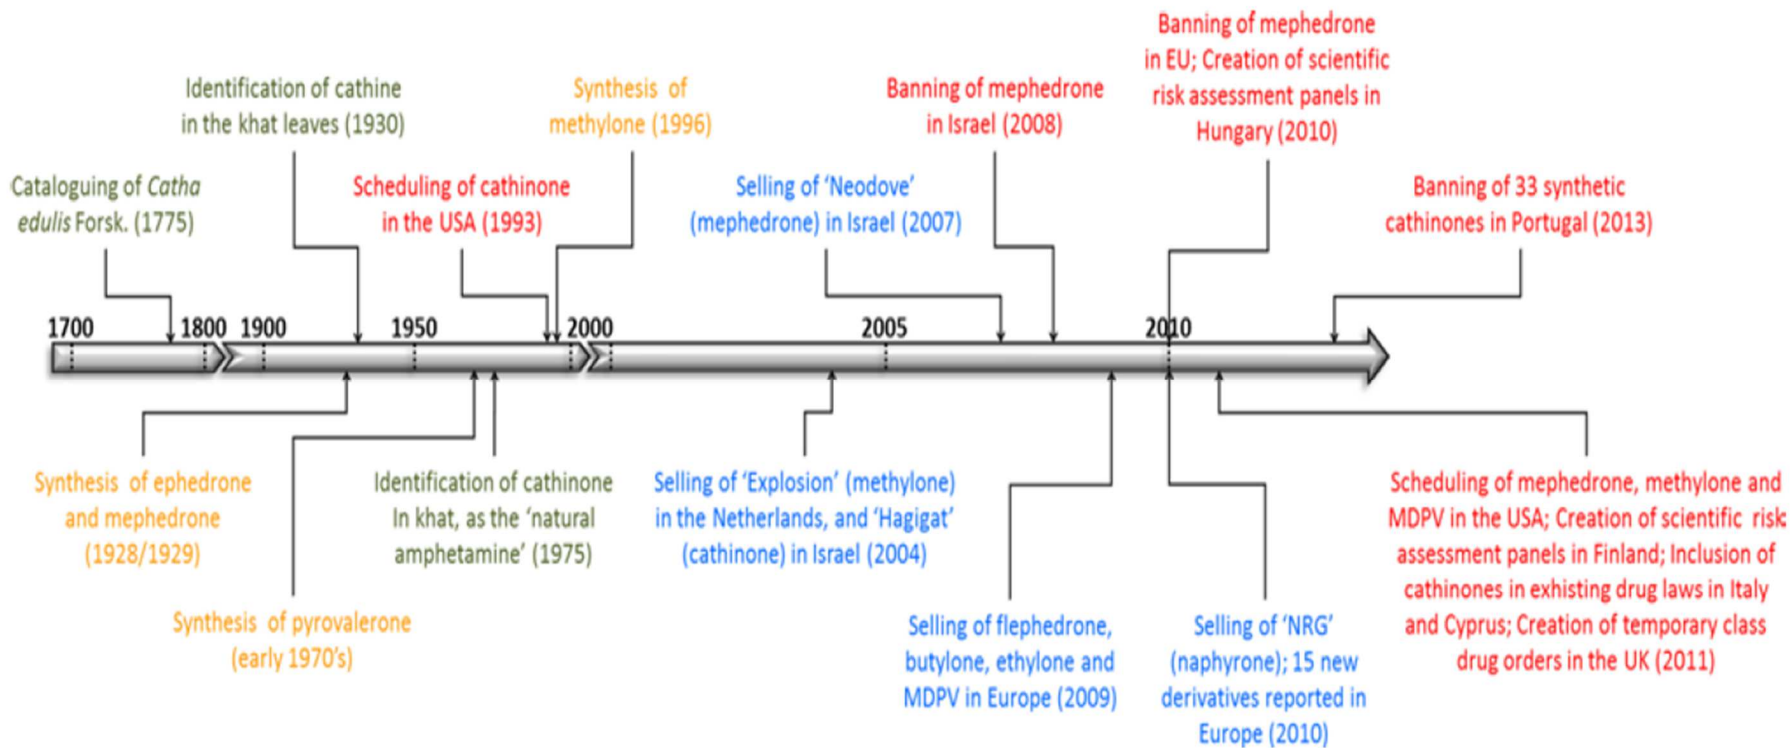 Banning of mephedrone
in EU; Creation of scientific
risk assessment panels in
Hungary (2010)
Identification of cathine
in the khat leaves (1930)
Synthesis of
methylone (1996)
Banning of mephedrone
in Israel (2008)
Cataloguing of Catha
edulis Forsk. (1775)
Scheduling of cathinone
in the USA (1993)
Selling of ‘Neodove’
(mephedrone) in Israel (2007)
Banning of 33 synthetic
cathinones in Portugal (2013)
1700 1800 1900 1950 2000 2005 2010
Synthesis of ephedrone
and mephedrone
(1928/1929)
Identification of cathinone
In khat, as the ‘natural
amphetamine’ (1975)
Selling of ‘Explosion’ (methylone)
in the Netherlands, and ‘Hagigat’
(cathinone) in Israel (2004)
Scheduling of mephedrone, methylone and
MDPV in the USA; Creation of scientific risk
assessment panels in Finland; Inclusion of
cathinones in exhisting drug laws in Italy
and Cyprus; Creation of temporary class
drug orders in the UK (2011)
Synthesis of pyrovalerone
(early 1970’s)
Selling of flephedrone,
butylone, ethylone and
MDPV in Europe (2009)
Selling of ‘NRG’
(naphyrone); 15 new
derivatives reported in
Europe (2010)